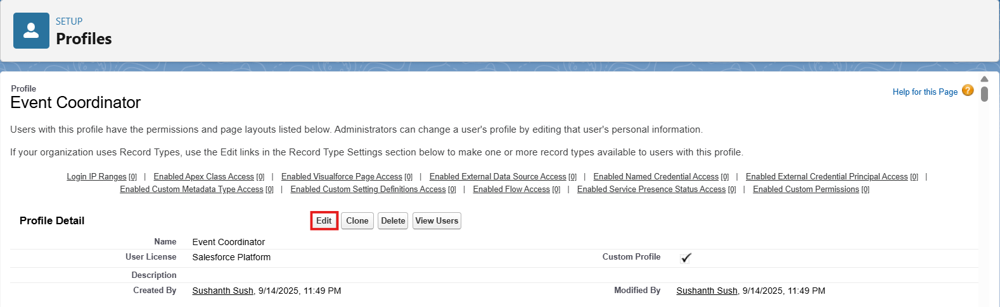 SETUP
Profiles
Profile
Event Coordinator
Help for this Page ?
Users with this profile have the permissions and page layouts listed below. Administrators can change a user's profile by editing that user's personal information.
If your organization uses Record Types, use the Edit links in the Record Type Settings section below to make one or more record types available to users with this profile.
Login IP Ranges [0] | Enabled Apex Class Access [0] | Enabled Visualforce Page Access [0] | Enabled External Data Source Access [0] | Enabled Named Credential Access [0] | Enabled External Credential Principal Access [0] |
Enabled Custom Metadata Type Access [0] | Enabled Custom Setting Definitions Access [0] | Enabled Flow Access [0] | Enabled Service Presence Status Access [0] | Enabled Custom Permissions [0]
Profile Detail Edit Clone Delete View Users
Name Event Coordinator
User License Salesforce Platform Custom Profile
Description
Created By Sushanth Sush, 9/14/2025, 11:49 PM Modified By Sushanth Sush, 9/14/2025, 11:49 PM